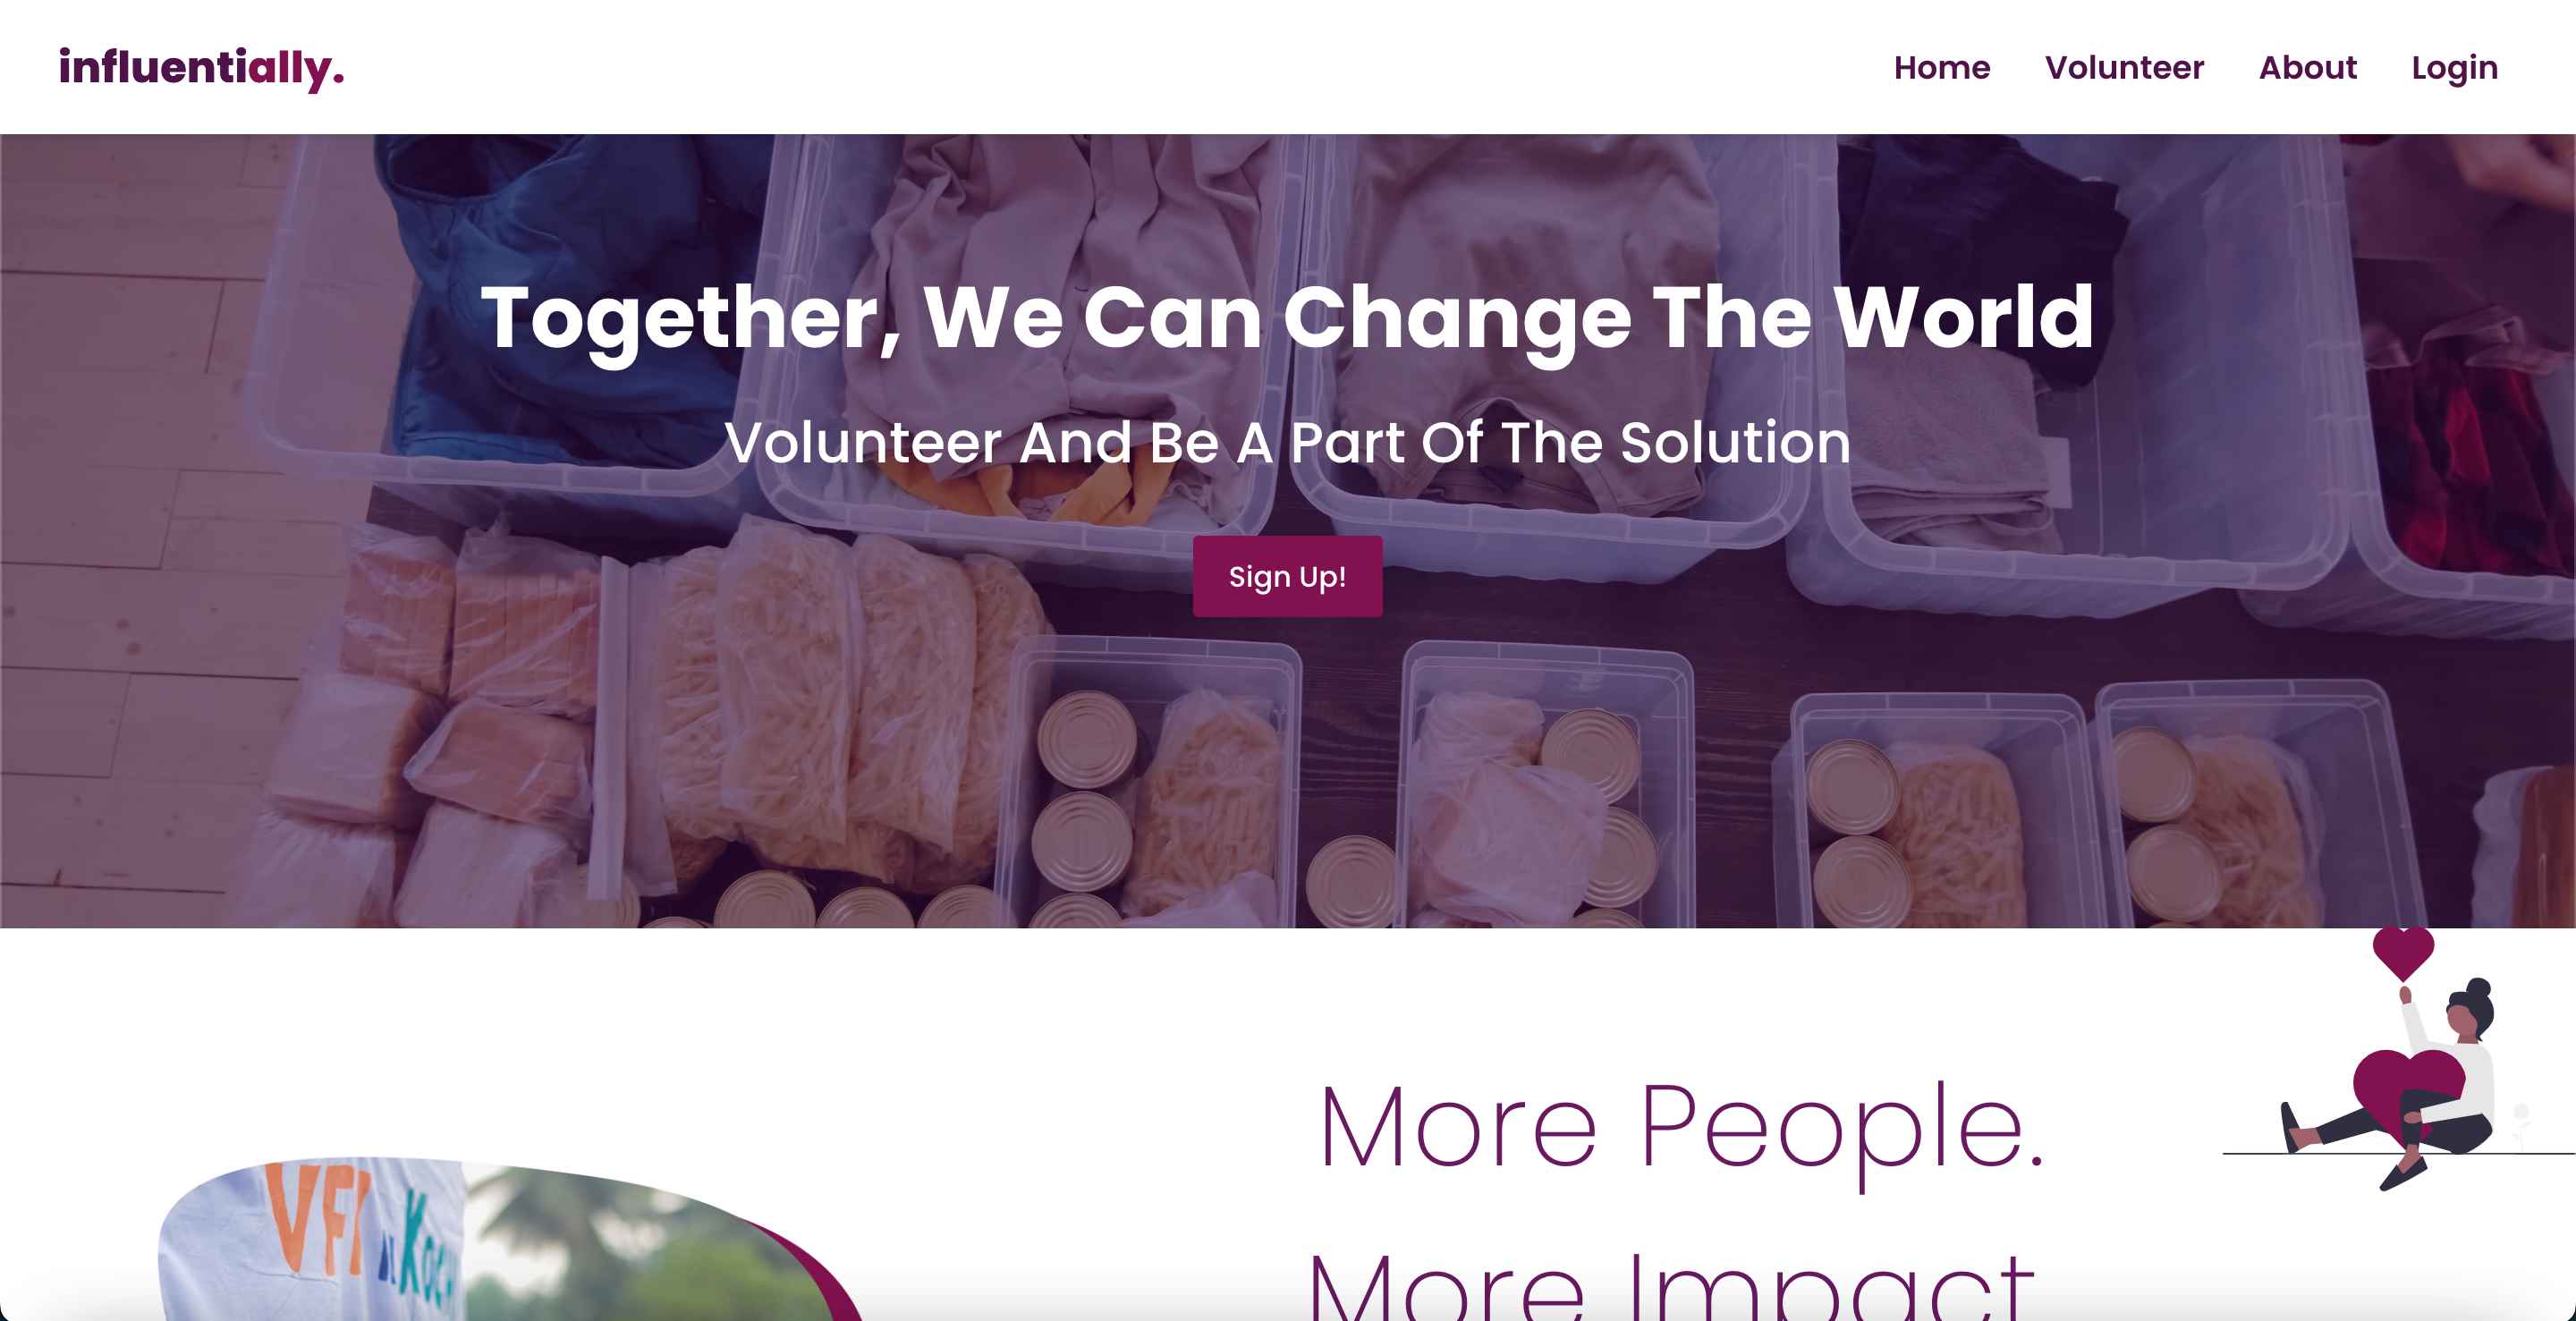 influentially.
Home Volunteer About Login
Together, We Can Change The World
Volunteer And Be A Part Of The Solution
Sign Up!
More People.
VFI
More Impact